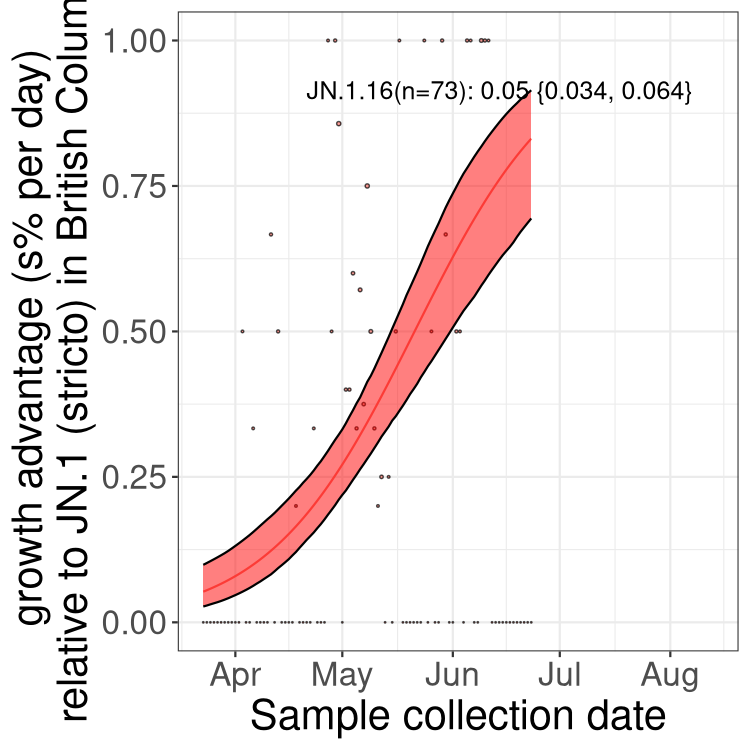 growth advantage (s% per day)
relative to JN.1 (stricto) in British Colum
1.00
0.75
0.50
0.25
0.00
JN.1.16(n=73): 0.05 {0.034, 0.064}
Apr May Jun Jul Aug
Sample collection date